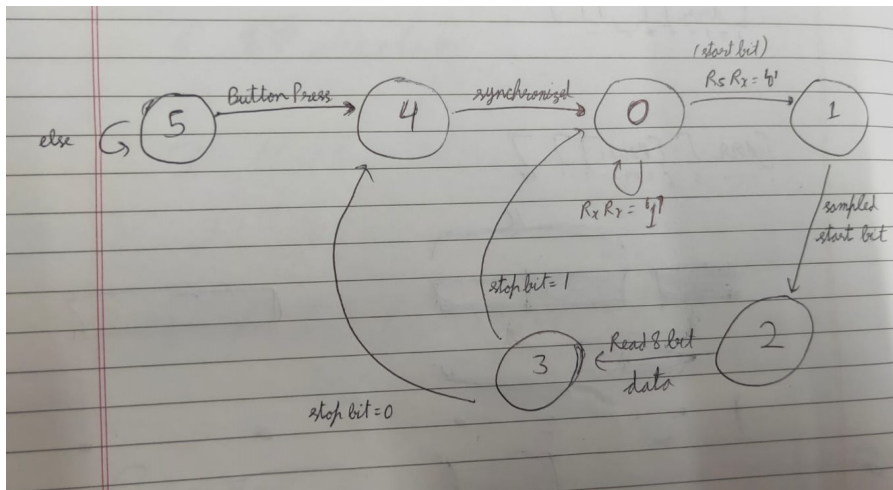 (start bit)
Button Press
synchronized
RsRx = '0'
5
4
0
1
else
RxRx = '1'
sampled
start bit
stop bit = 1
2
Read 8 bit
3
data
stop bit = 0